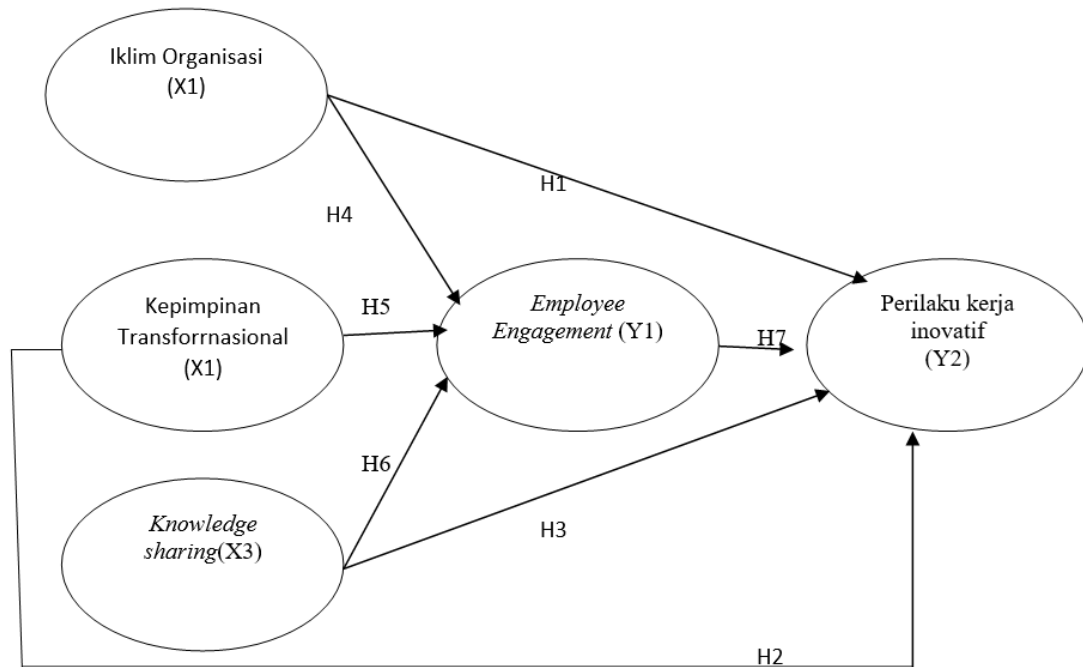 Iklim Organisasi
(X1)
H1
H4
Kepimpinan
Transforrnasional
(X1)
H5
Employee
Engagement (Y1)
H7
Perilaku kerja
inovatif
(Y2)
H6
Knowledge
sharing(X3)
H3
H2